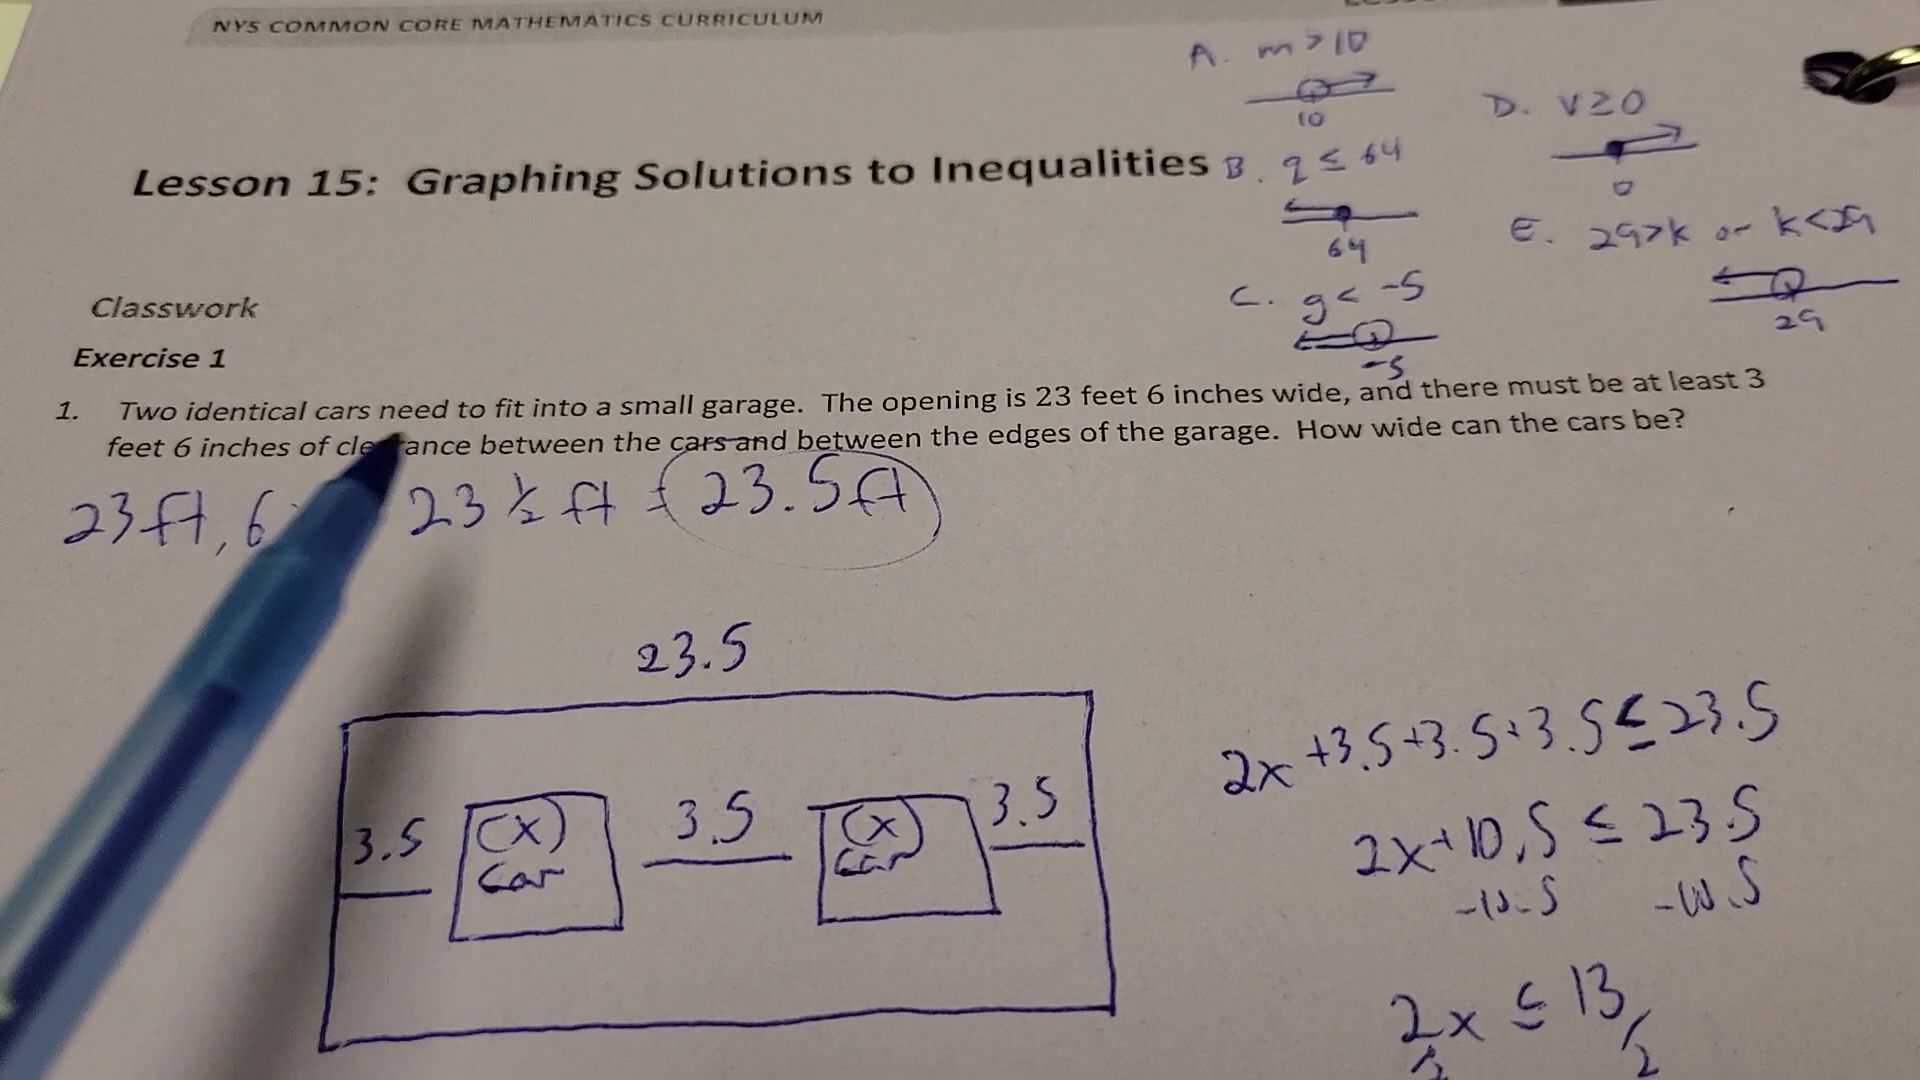 NYS COMMON CORE MATHEMATICS CURRICULUM
A. m > 10
10
D. V ≥ 0
0
Lesson 15: Graphing Solutions to Inequalities
B. q ≤ 64
64
E. 29>k or k<29
29
C. g < -5
-5
Classwork
Exercise 1
1. Two identical cars need to fit into a small garage. The opening is 23 feet 6 inches wide, and there must be at least 3
feet 6 inches of clearance between the cars and between the edges of the garage. How wide can the cars be?
23ft, 6 23 ½ ft = 23.5ft
23.5
3.5 (x) car 3.5 (x) car 3.5
2x +3.5+3.5+3.5 ≤ 23.5
2x+10.5 ≤ 23.5
-10.5 -10.5
2x ≤ 13
2 2